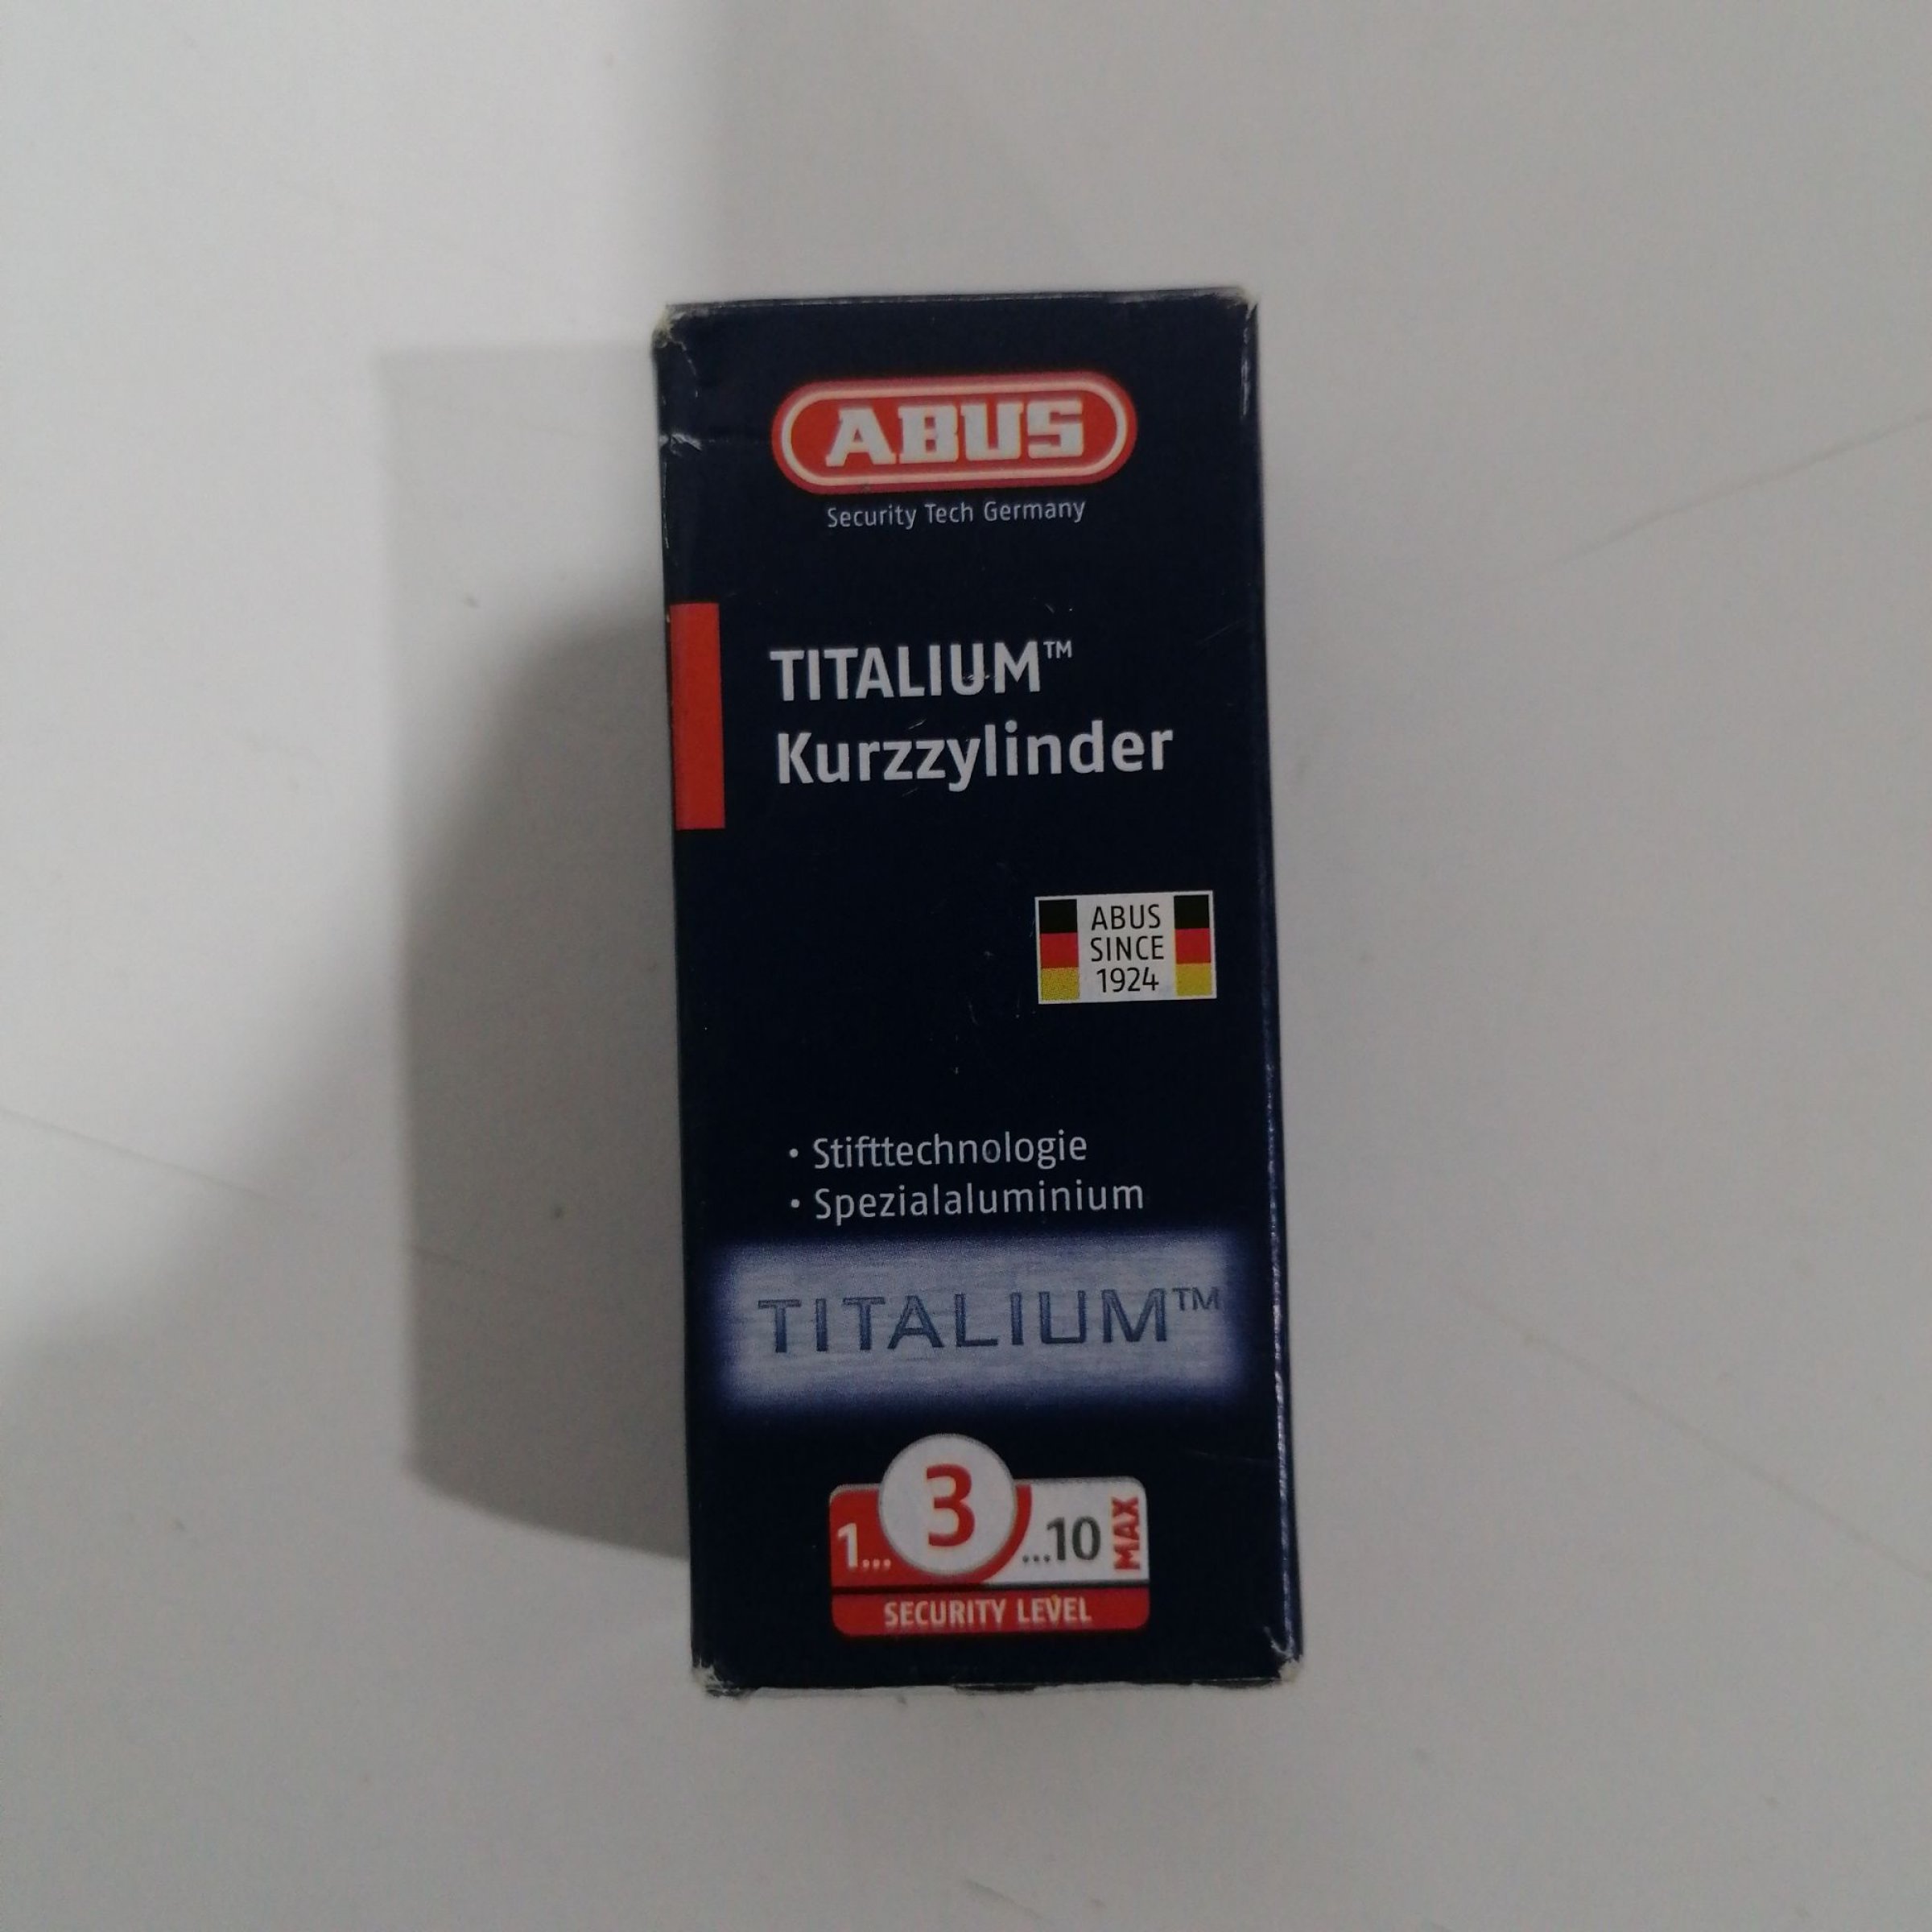 ABUS
Security Tech Germany
TITALIUM™
Kurzzylinder
ABUS
SINCE
1924
• Stifttechnologie
• Spezialaluminium
TITALIUM™
1... 3 ...10 MAX
SECURITY LEVEL